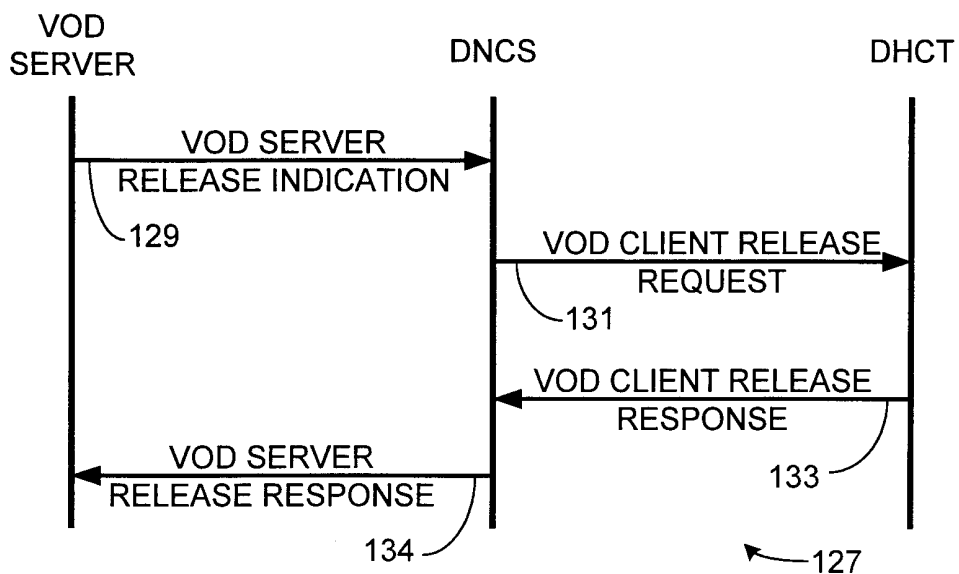 VOD
SERVER
DNCS
DHCT
VOD SERVER
RELEASE INDICATION
129
VOD CLIENT RELEASE
REQUEST
131
VOD CLIENT RELEASE
RESPONSE
133
VOD SERVER
RELEASE RESPONSE
134
127